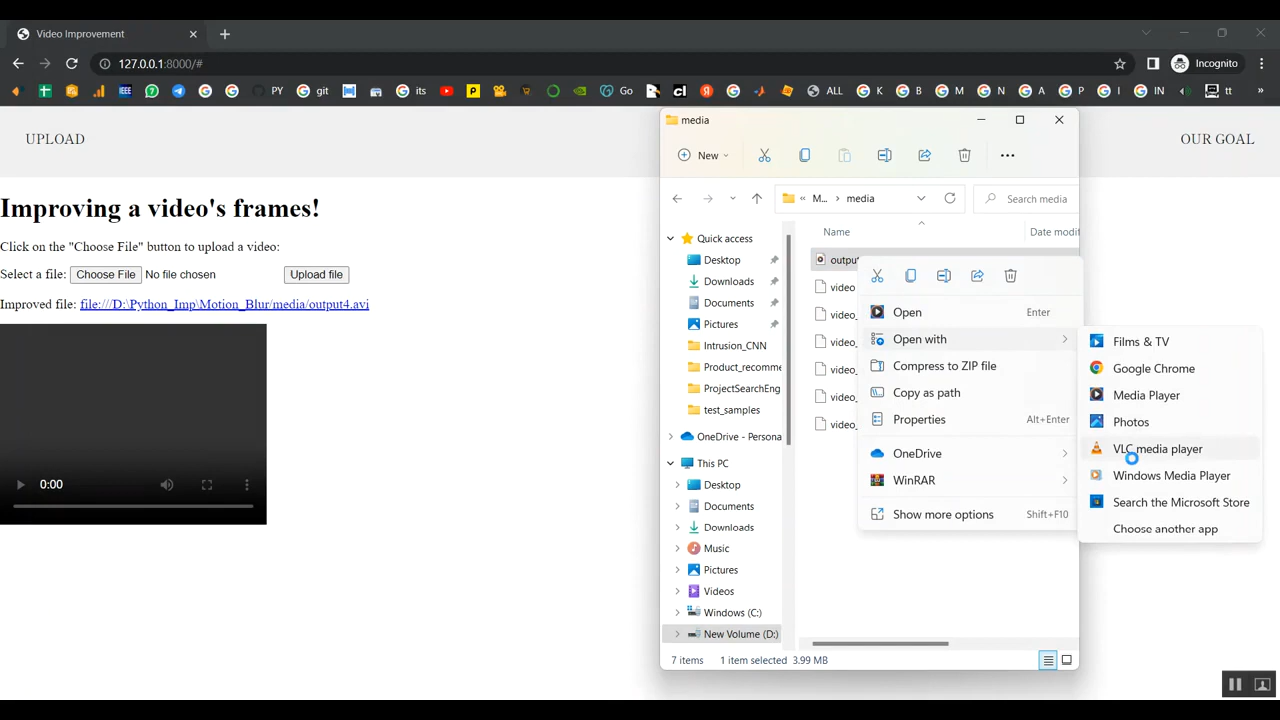 Video Improvement
127.0.0.1:8000/#
Incognito
PY
git
its
Go
ALL
K
B
M
N
A
P
I
IN
tt
»
UPLOAD
OUR GOAL
Improving a video's frames!
Click on the "Choose File" button to upload a video:
Select a file: Choose File No file chosen Upload file
Improved file: file:///D:\Python_Imp\Motion_Blur/media/output4.avi
0:00
media
New
« M... › media
Search media
Name
Date modif
Quick access
Desktop
Downloads
Documents
Pictures
Intrusion_CNN
Product_recomme
ProjectSearchEng
test_samples
OneDrive - Persona
This PC
Desktop
Documents
Downloads
Music
Pictures
Videos
Windows (C:)
New Volume (D:)
output
video
video_
video_
video_
video_
video_
Open Enter
Open with
Compress to ZIP file
Copy as path
Properties Alt+Enter
OneDrive
WinRAR
Show more options Shift+F10
Films & TV
Google Chrome
Media Player
Photos
VLC media player
Windows Media Player
Search the Microsoft Store
Choose another app
7 items 1 item selected 3.99 MB